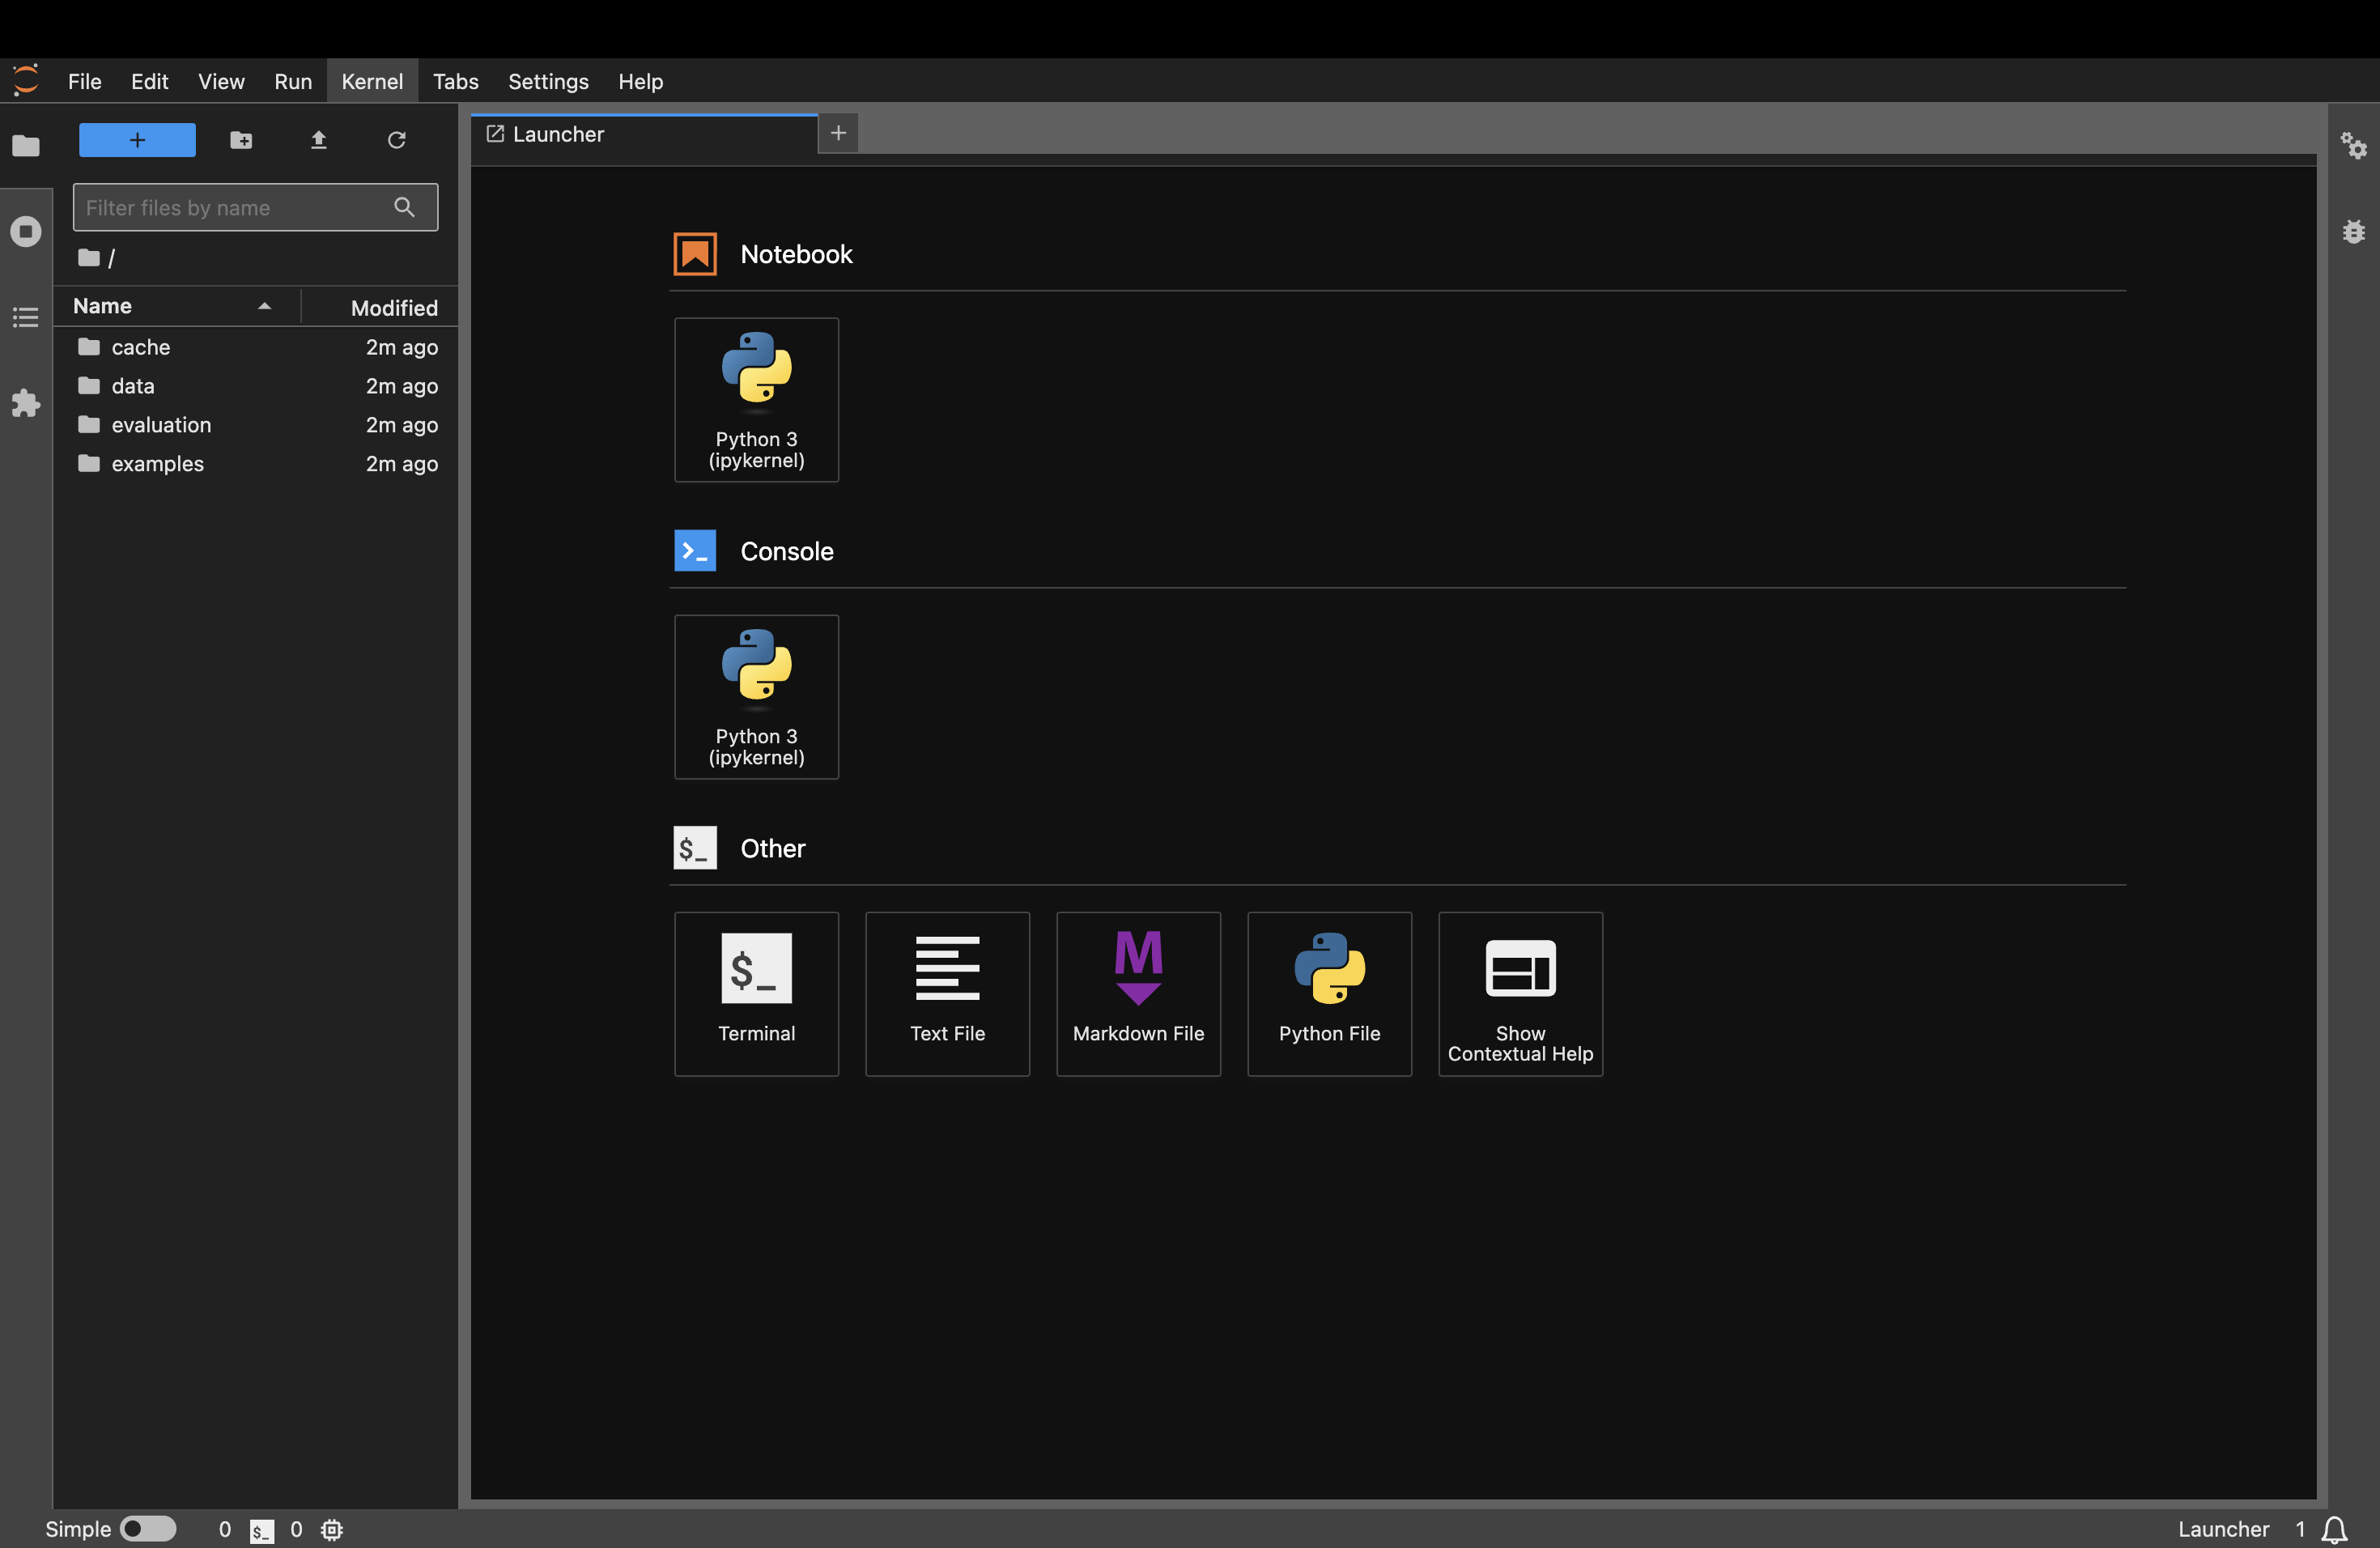 File Edit View Run Kernel Tabs Settings Help
Launcher
Filter files by name
/
Name Modified
cache 2m ago
data 2m ago
evaluation 2m ago
examples 2m ago
Notebook
Python 3
(ipykernel)
Console
>_
Python 3
(ipykernel)
$_ Other
$_
Terminal
Text File
M
Markdown File
Python File
Show
Contextual Help
Simple 0 $_ 0
Launcher 1